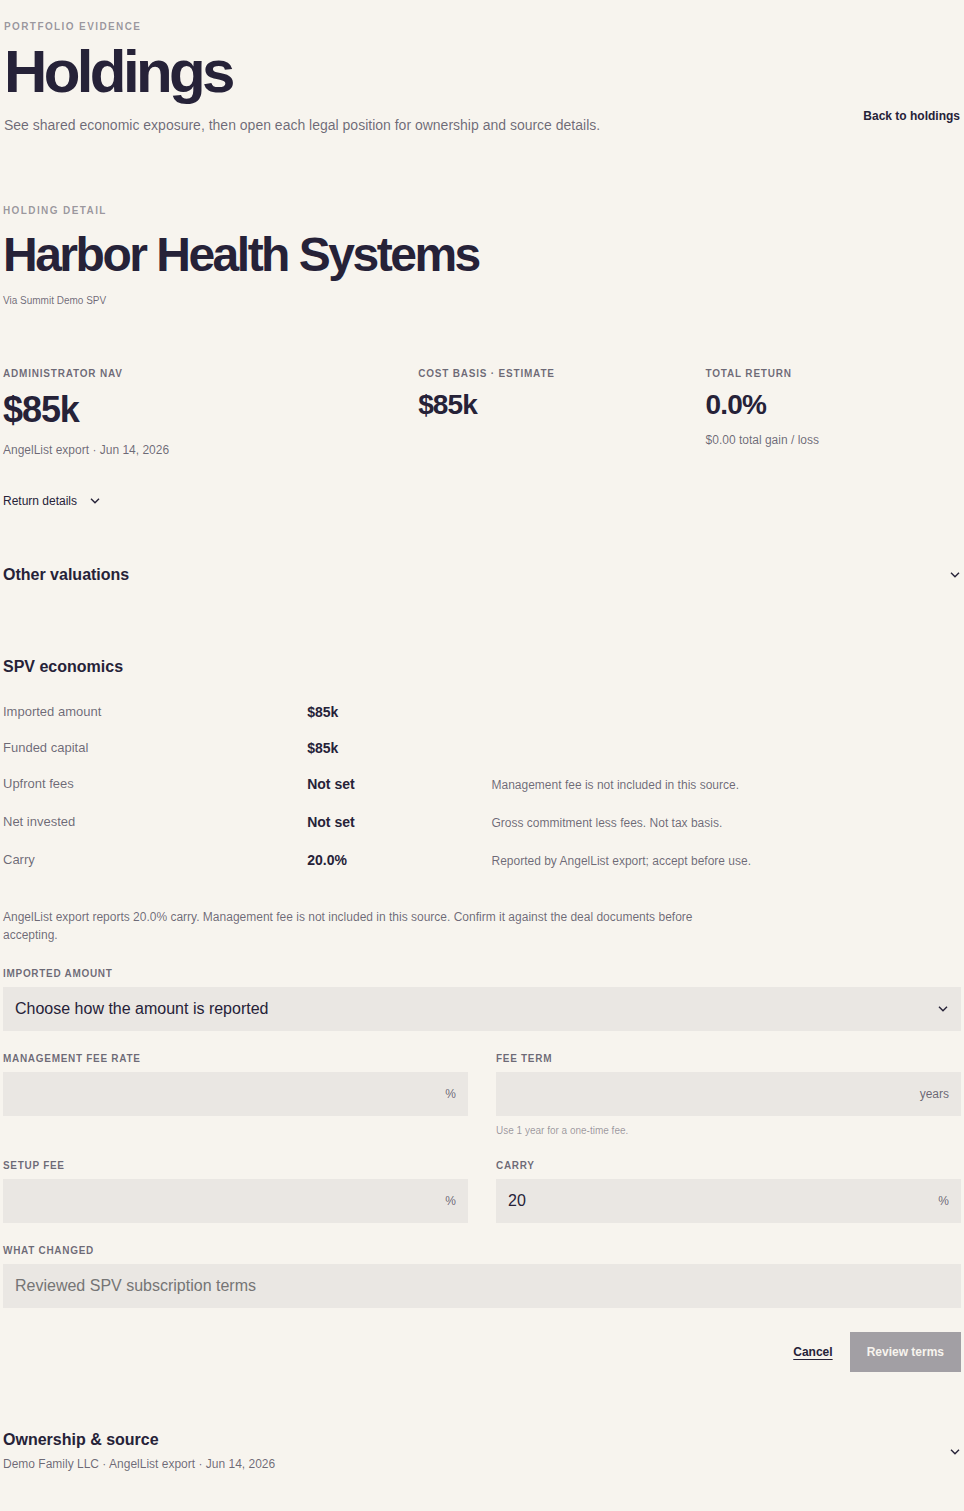 PORTFOLIO EVIDENCE
Holdings
See shared economic exposure, then open each legal position for ownership and source details.
Back to holdings
HOLDING DETAIL
Harbor Health Systems
Via Summit Demo SPV
ADMINISTRATOR NAV
$85k
AngelList export · Jun 14, 2026
COST BASIS · ESTIMATE
$85k
TOTAL RETURN
0.0%
$0.00 total gain / loss
Return details
Other valuations
SPV economics
Imported amount $85k
Funded capital $85k
Upfront fees Not set Management fee is not included in this source.
Net invested Not set Gross commitment less fees. Not tax basis.
Carry 20.0% Reported by AngelList export; accept before use.
AngelList export reports 20.0% carry. Management fee is not included in this source. Confirm it against the deal documents before
accepting.
IMPORTED AMOUNT
Choose how the amount is reported
MANAGEMENT FEE RATE
%
FEE TERM
years
Use 1 year for a one-time fee.
SETUP FEE
%
CARRY
20 %
WHAT CHANGED
Reviewed SPV subscription terms
Cancel Review terms
Ownership & source
Demo Family LLC · AngelList export · Jun 14, 2026